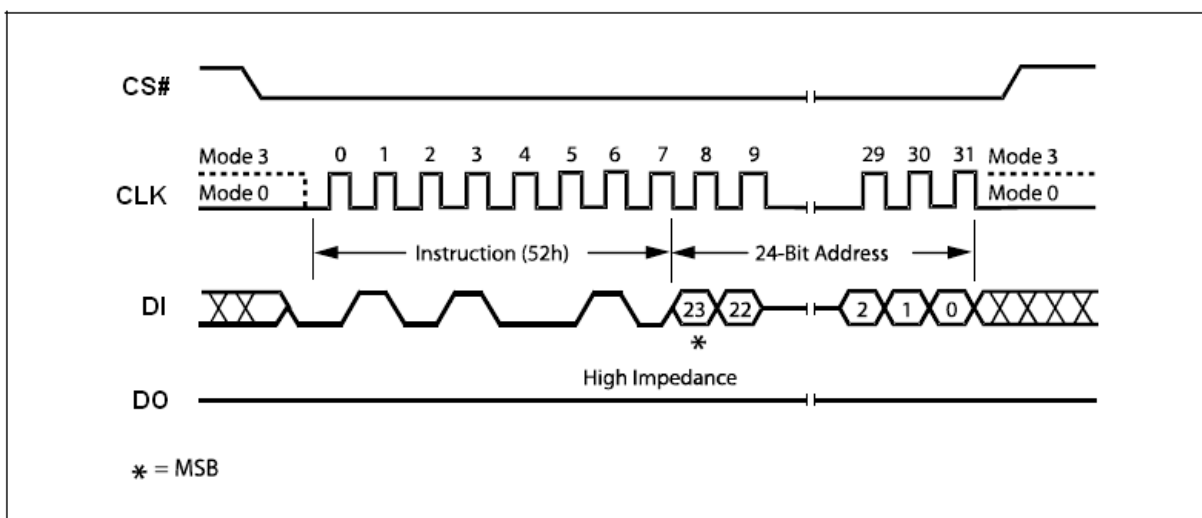 CS#
Mode 3 0 1 2 3 4 5 6 7 8 9 29 30 31 Mode 3
CLK Mode 0 Mode 0
Instruction (52h) 24-Bit Address
DI 23 22 2 1 0
*
High Impedance
DO
* = MSB